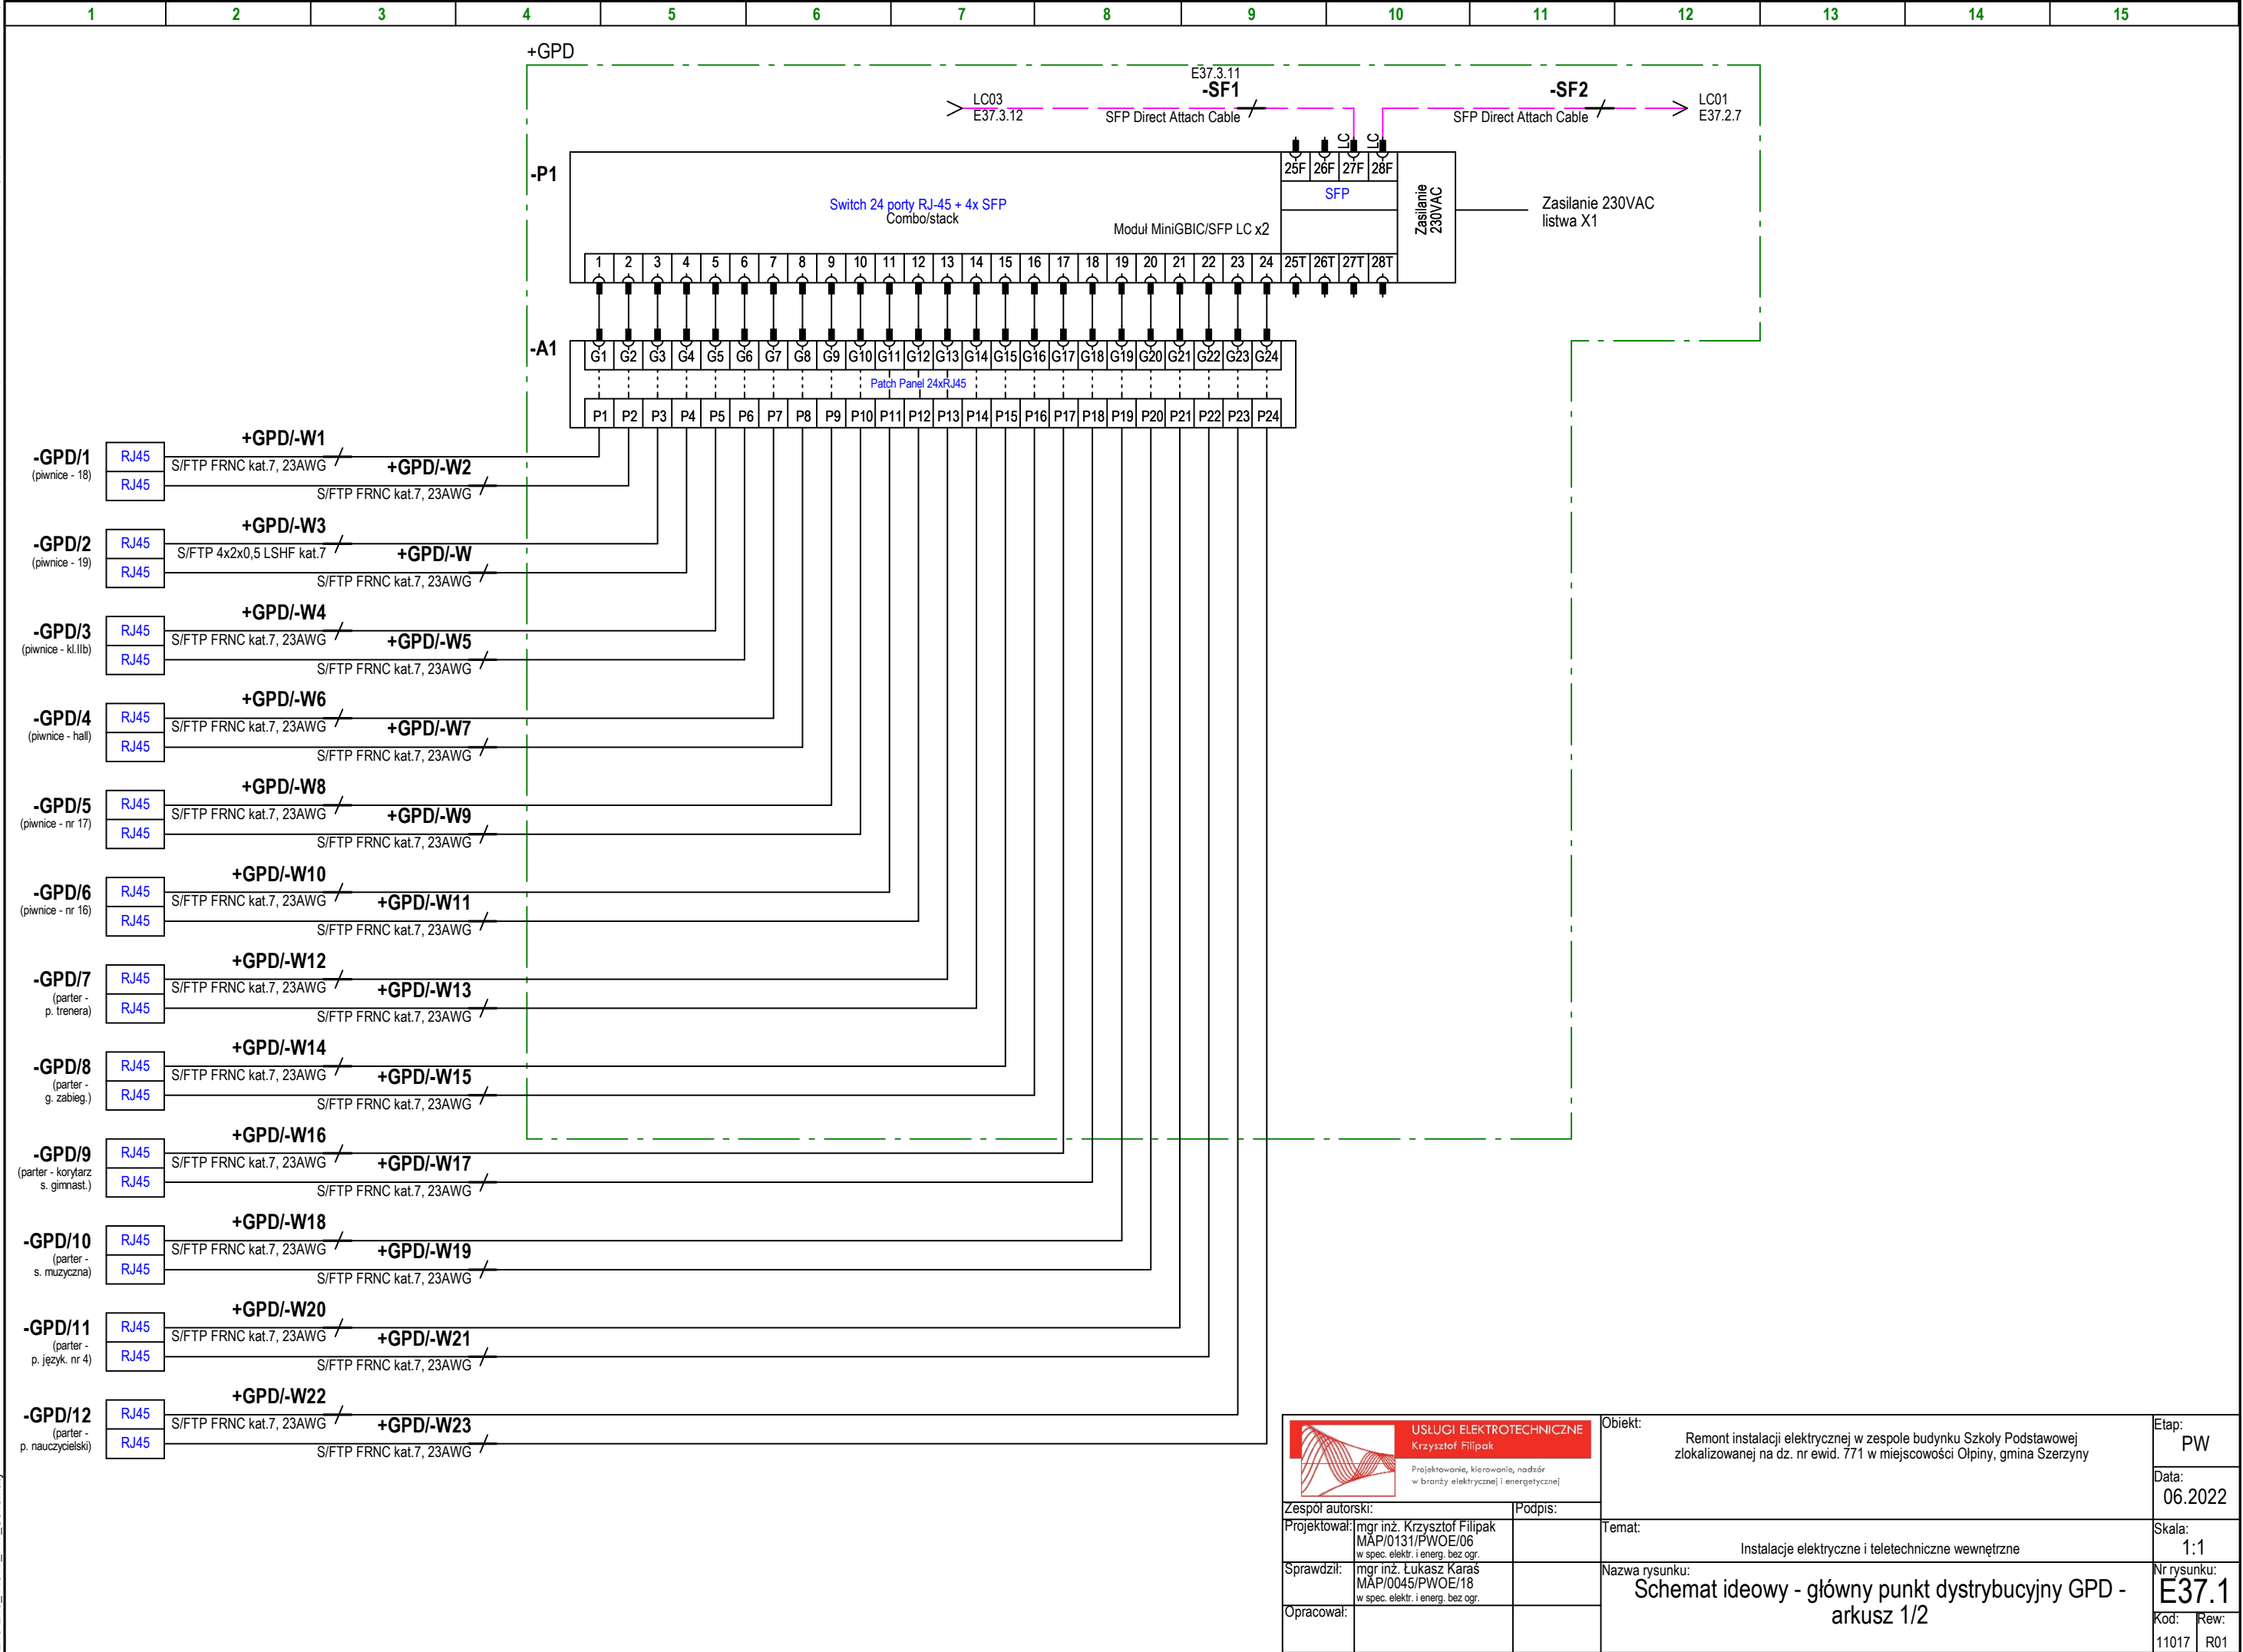 1 2 3 4 5 6 7 8 9 10 11 12 13 14 15
+GPD
E37.3.11
-SF1
LC03
E37.3.12
SFP Direct Attach Cable
-SF2
SFP Direct Attach Cable
LC01
E37.2.7
LC LC
-P1
25F 26F 27F 28F
SFP
Switch 24 porty RJ-45 + 4x SFP
Combo/stack
Moduł MiniGBIC/SFP LC x2
Zasilanie
230VAC
Zasilanie 230VAC
listwa X1
1 2 3 4 5 6 7 8 9 10 11 12 13 14 15 16 17 18 19 20 21 22 23 24 25T 26T 27T 28T
-A1
G1 G2 G3 G4 G5 G6 G7 G8 G9 G10 G11 G12 G13 G14 G15 G16 G17 G18 G19 G20 G21 G22 G23 G24
Patch Panel 24xRJ45
P1 P2 P3 P4 P5 P6 P7 P8 P9 P10 P11 P12 P13 P14 P15 P16 P17 P18 P19 P20 P21 P22 P23 P24
-GPD/1
(piwnice - 18)
RJ45
RJ45
+GPD/-W1
S/FTP FRNC kat.7, 23AWG
+GPD/-W2
S/FTP FRNC kat.7, 23AWG
-GPD/2
(piwnice - 19)
RJ45
RJ45
+GPD/-W3
S/FTP 4x2x0,5 LSHF kat.7
+GPD/-W
S/FTP FRNC kat.7, 23AWG
-GPD/3
(piwnice - kl.IIb)
RJ45
RJ45
+GPD/-W4
S/FTP FRNC kat.7, 23AWG
+GPD/-W5
S/FTP FRNC kat.7, 23AWG
-GPD/4
(piwnice - hall)
RJ45
RJ45
+GPD/-W6
S/FTP FRNC kat.7, 23AWG
+GPD/-W7
S/FTP FRNC kat.7, 23AWG
-GPD/5
(piwnice - nr 17)
RJ45
RJ45
+GPD/-W8
S/FTP FRNC kat.7, 23AWG
+GPD/-W9
S/FTP FRNC kat.7, 23AWG
-GPD/6
(piwnice - nr 16)
RJ45
RJ45
+GPD/-W10
S/FTP FRNC kat.7, 23AWG
+GPD/-W11
S/FTP FRNC kat.7, 23AWG
-GPD/7
(parter -
p. trenera)
RJ45
RJ45
+GPD/-W12
S/FTP FRNC kat.7, 23AWG
+GPD/-W13
S/FTP FRNC kat.7, 23AWG
-GPD/8
(parter -
g. zabieg.)
RJ45
RJ45
+GPD/-W14
S/FTP FRNC kat.7, 23AWG
+GPD/-W15
S/FTP FRNC kat.7, 23AWG
-GPD/9
(parter - korytarz
s. gimnast.)
RJ45
RJ45
+GPD/-W16
S/FTP FRNC kat.7, 23AWG
+GPD/-W17
S/FTP FRNC kat.7, 23AWG
-GPD/10
(parter -
s. muzyczna)
RJ45
RJ45
+GPD/-W18
S/FTP FRNC kat.7, 23AWG
+GPD/-W19
S/FTP FRNC kat.7, 23AWG
-GPD/11
(parter -
p. język. nr 4)
RJ45
RJ45
+GPD/-W20
S/FTP FRNC kat.7, 23AWG
+GPD/-W21
S/FTP FRNC kat.7, 23AWG
-GPD/12
(parter -
p. nauczycielski)
RJ45
RJ45
+GPD/-W22
S/FTP FRNC kat.7, 23AWG
+GPD/-W23
S/FTP FRNC kat.7, 23AWG
USŁUGI ELEKTROTECHNICZNE
Krzysztof Filipak
Projektowanie, kierowanie, nadzór
w branży elektrycznej i energetycznej
Zespół autorski:
Podpis:
Projektował:
mgr inż. Krzysztof Filipak
MAP/0131/PWOE/06
w spec. elektr. i energ. bez ogr.
Sprawdził:
mgr inż. Łukasz Karaś
MAP/0045/PWOE/18
w spec. elektr. i energ. bez ogr.
Opracował:
Obiekt:
Remont instalacji elektrycznej w zespole budynku Szkoły Podstawowej
zlokalizowanej na dz. nr ewid. 771 w miejscowości Ołpiny, gmina Szerzyny
Temat:
Instalacje elektryczne i teletechniczne wewnętrzne
Nazwa rysunku:
Schemat ideowy - główny punkt dystrybucyjny GPD -
arkusz 1/2
Etap:
PW
Data:
06.2022
Skala:
1:1
Nr rysunku:
E37.1
Kod:
11017
Rew:
R01